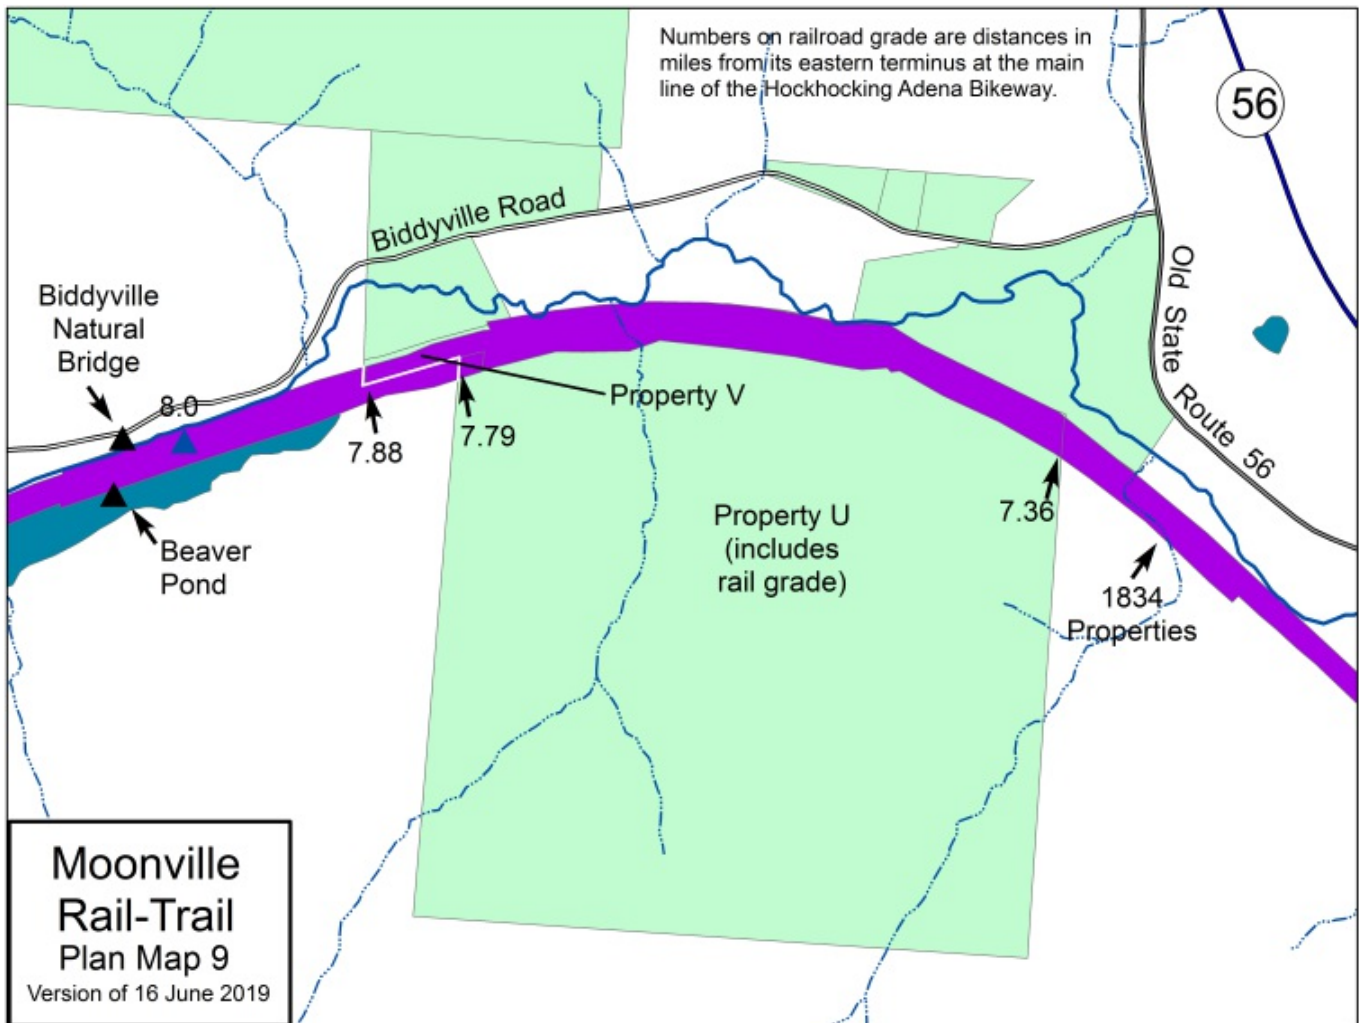 Numbers on railroad grade are distances in
miles from its eastern terminus at the main
line of the Hockhocking Adena Bikeway.
56
Biddyville Road
Old State Route 56
Biddyville
Natural
Bridge
8.0
Property V
7.88
7.79
7.36
Property U
(includes
rail grade)
Beaver
Pond
1834
Properties
Moonville
Rail-Trail
Plan Map 9
Version of 16 June 2019